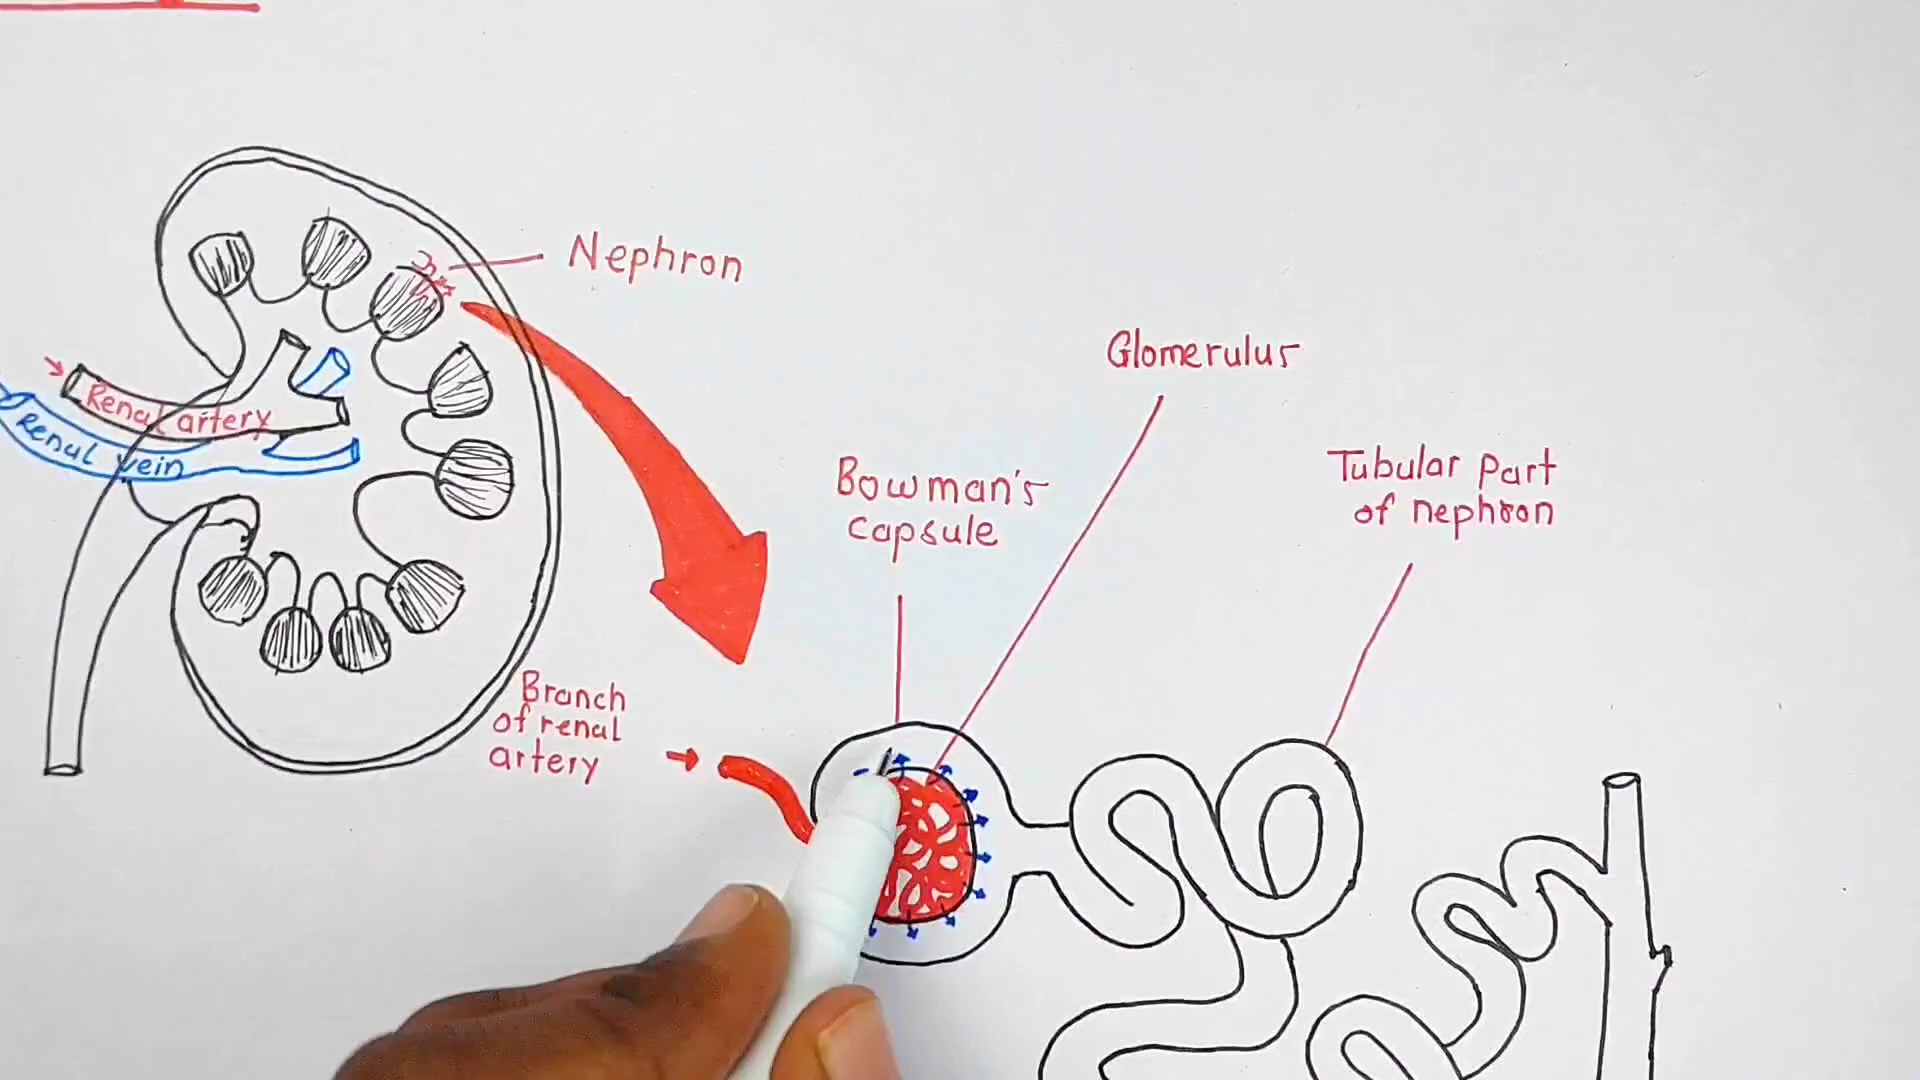 Nephron
Glomerulus
Renal artery
Renal vein
Bowman's
capsule
Tubular part
of nephron
Branch
of renal
artery